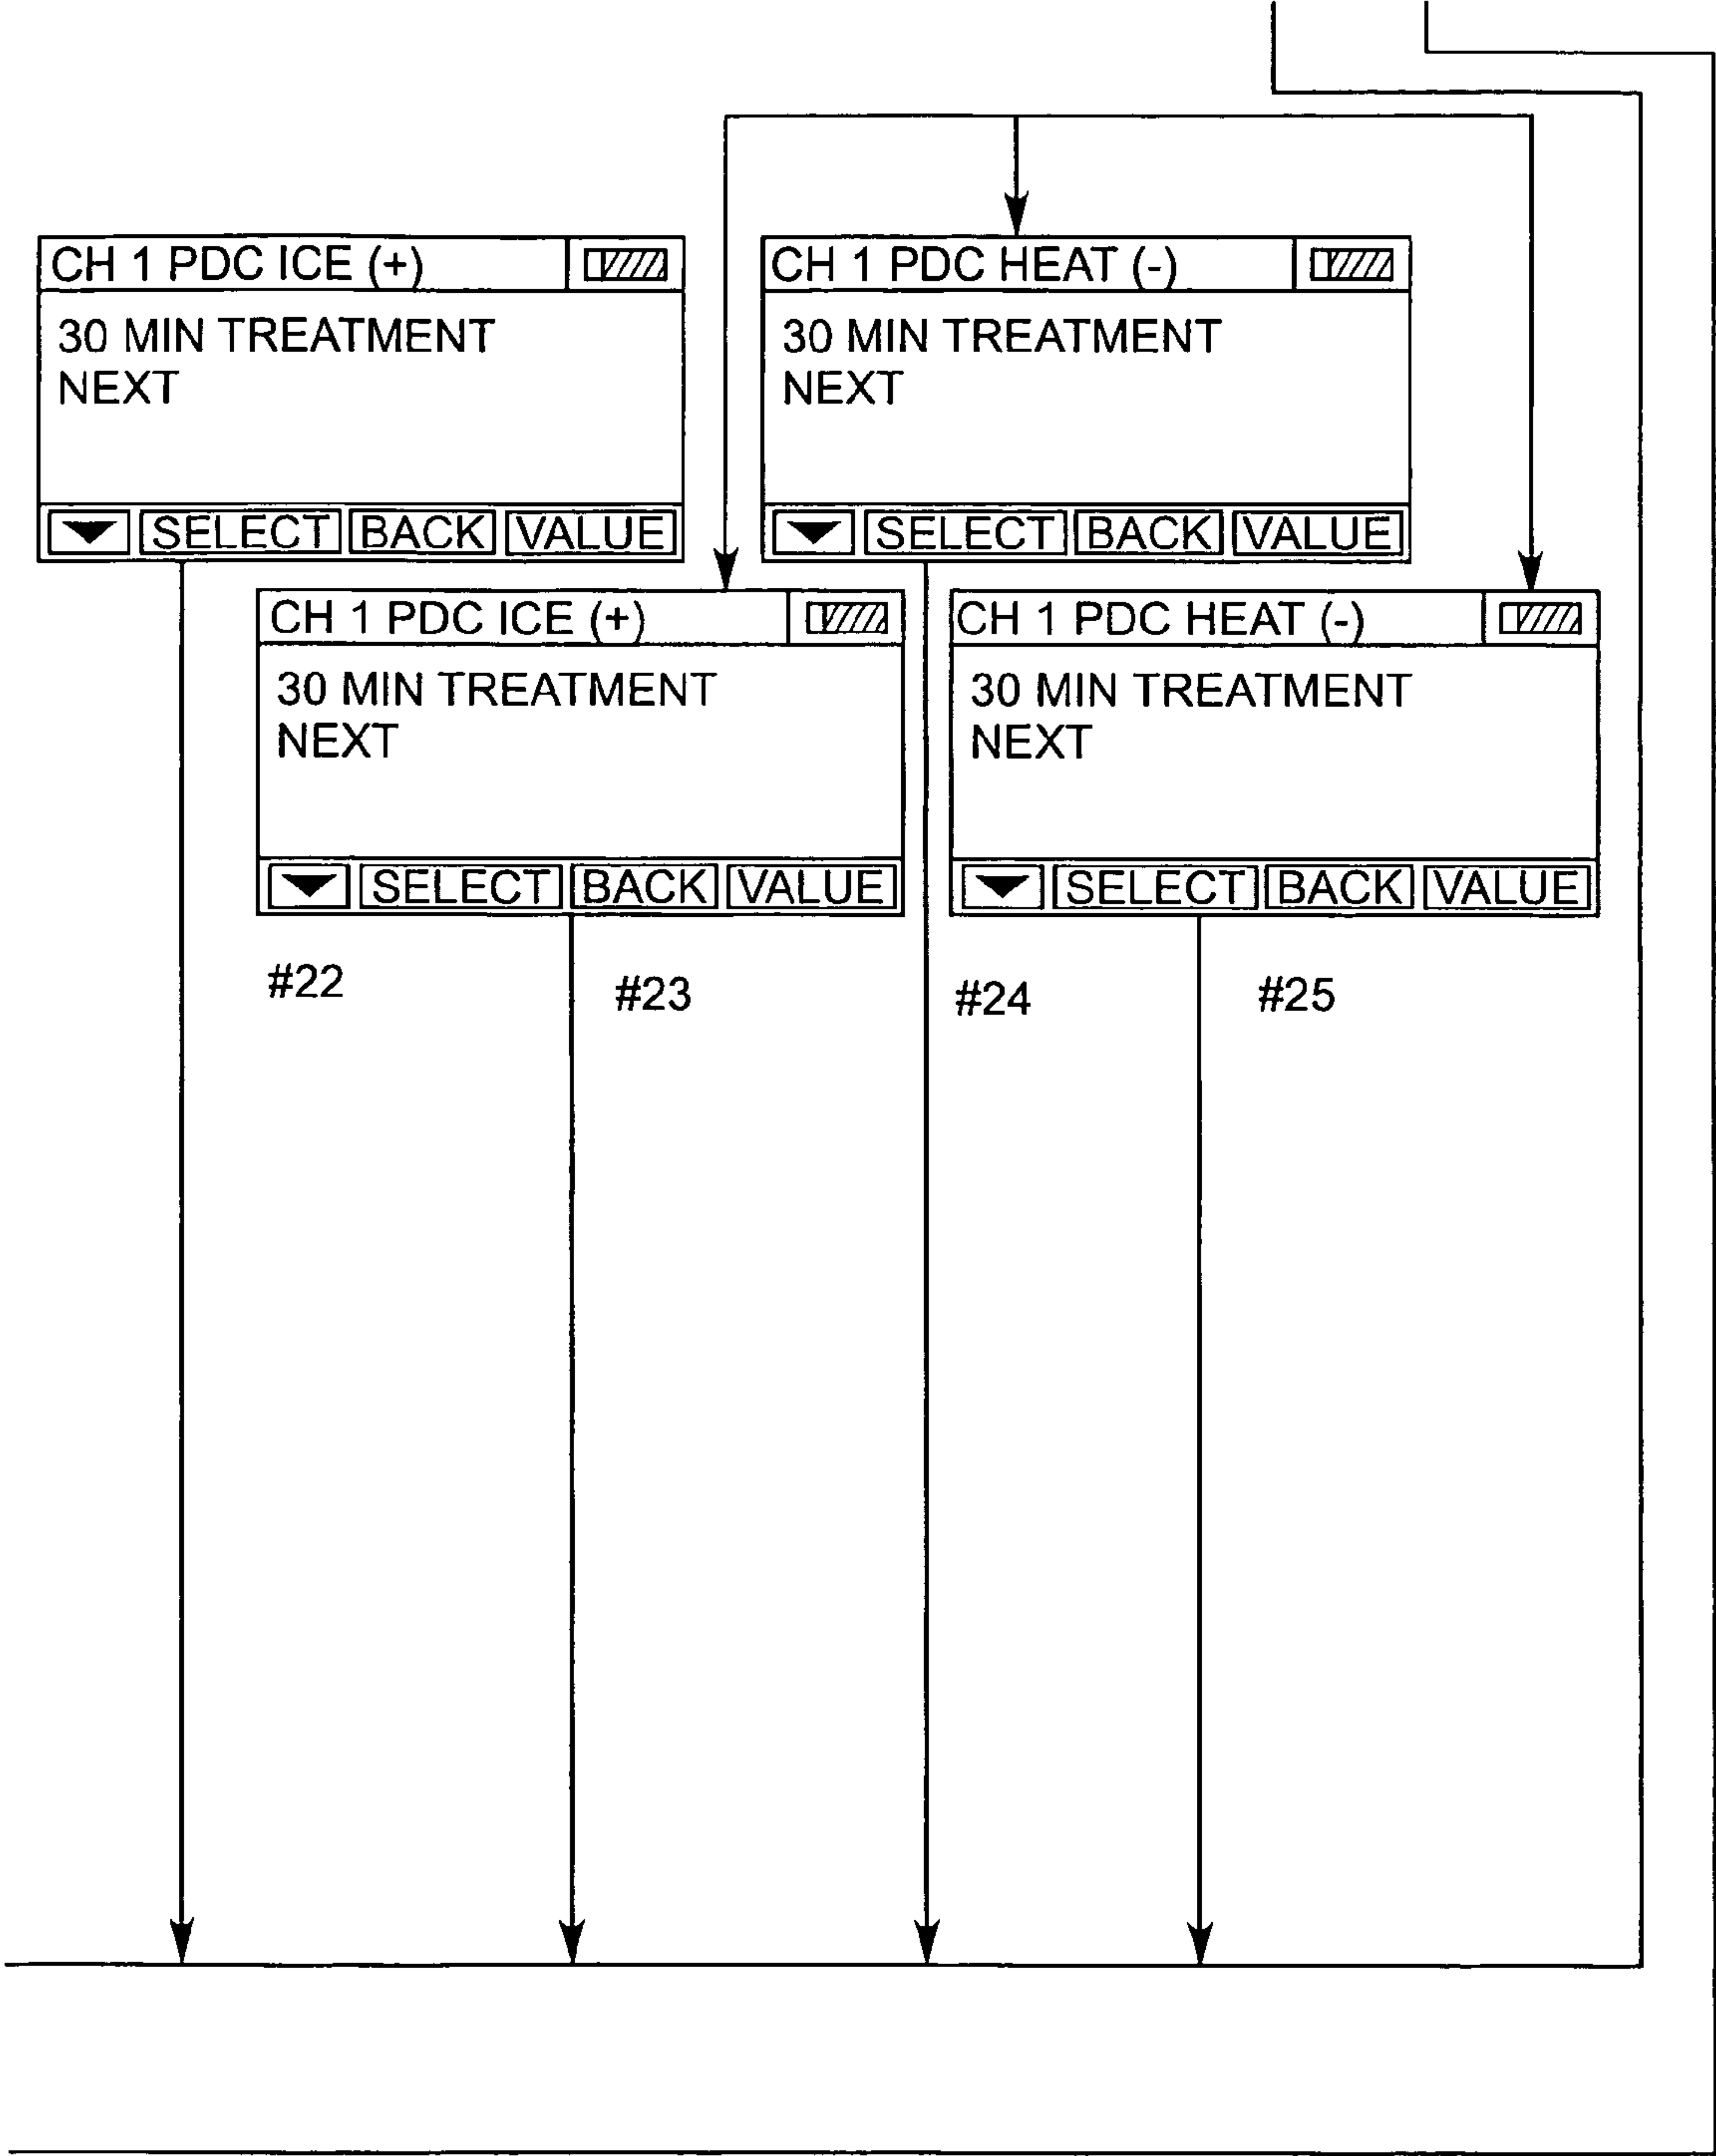 CH 1 PDC ICE (+)
30 MIN TREATMENT
NEXT
SELECT BACK VALUE
CH 1 PDC HEAT (-)
30 MIN TREATMENT
NEXT
SELECT BACK VALUE
CH 1 PDC ICE (+)
30 MIN TREATMENT
NEXT
SELECT BACK VALUE
CH 1 PDC HEAT (-)
30 MIN TREATMENT
NEXT
SELECT BACK VALUE
#22
#23
#24
#25